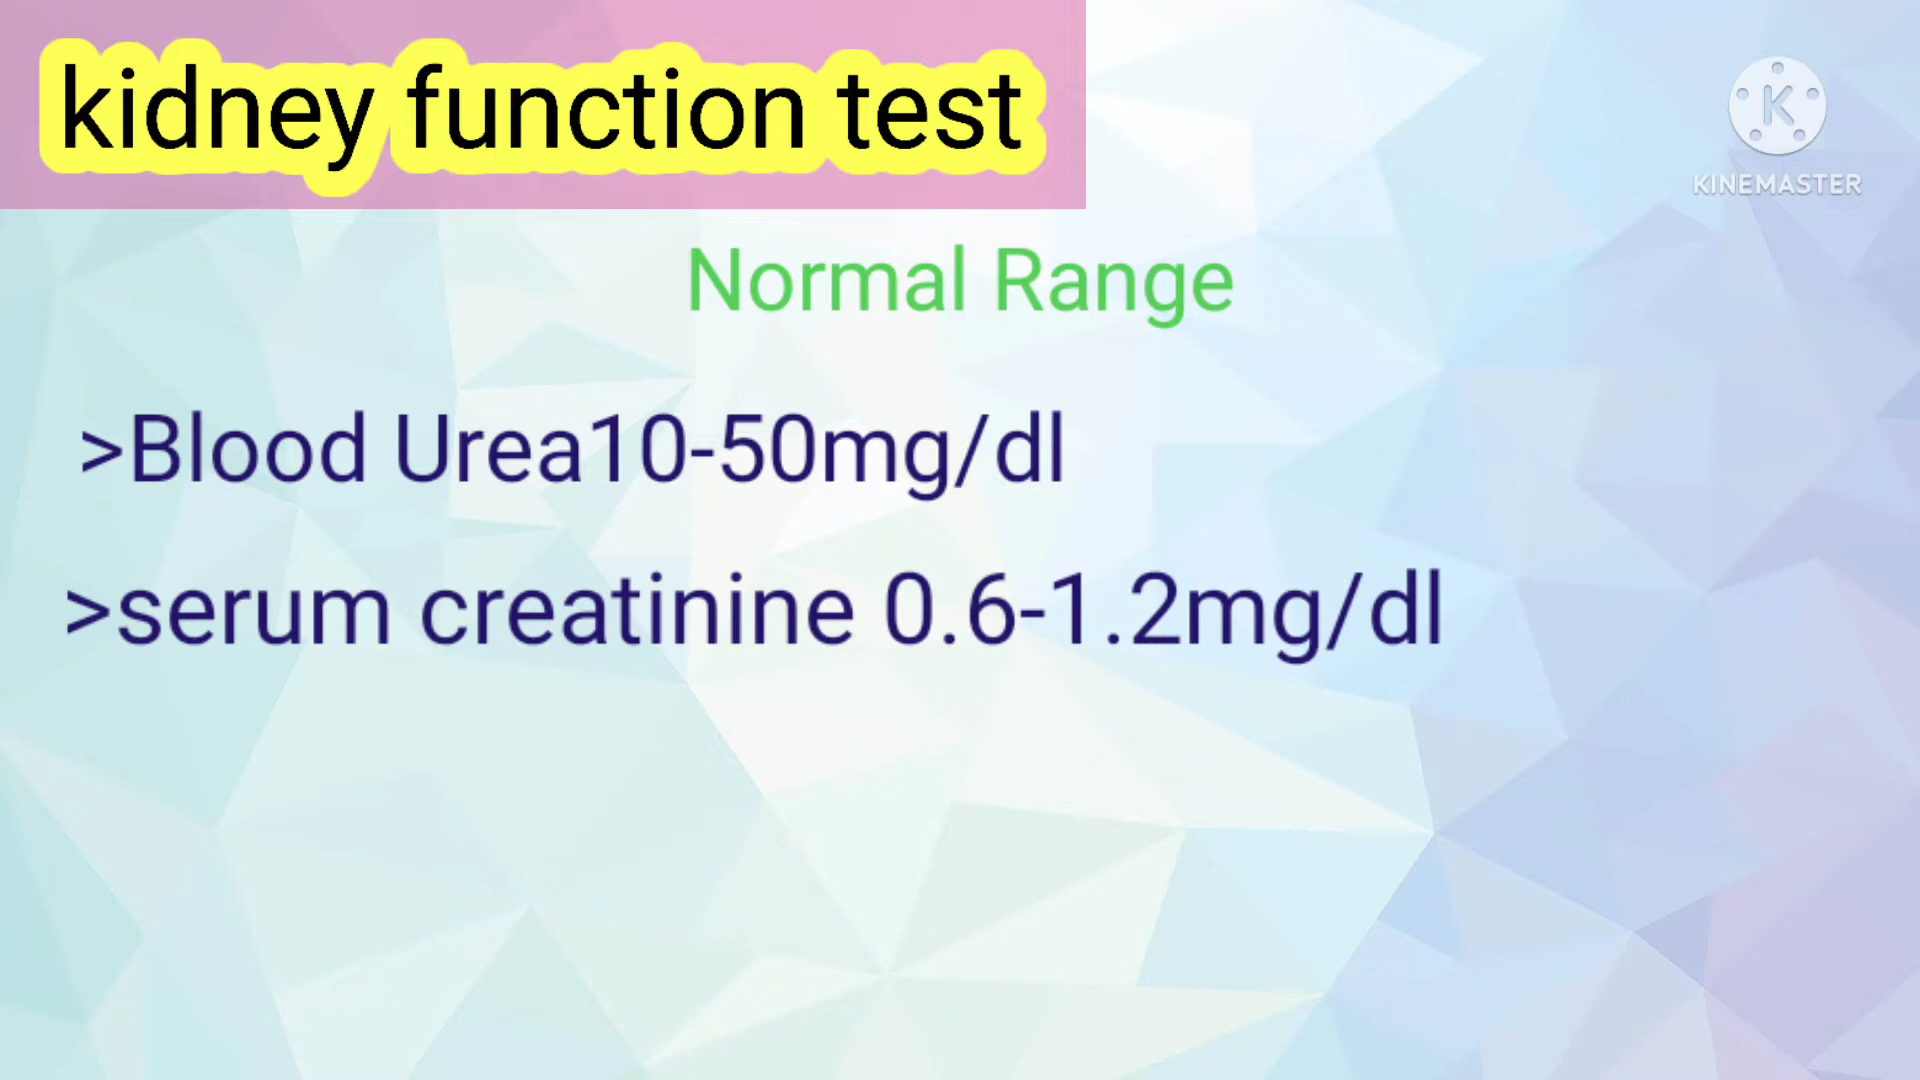 kidney function test
K
KINEMASTER
Normal Range
>Blood Urea10-50mg/dl
>serum creatinine 0.6-1.2mg/dl